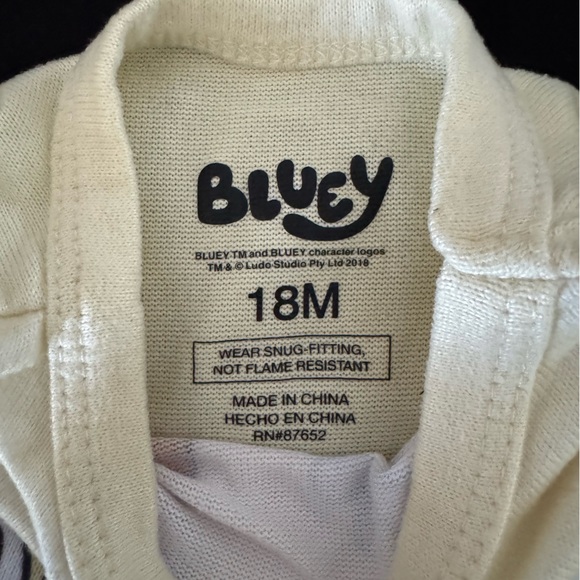 BLUEY
BLUEY TM and BLUEY character logos
TM & © Ludo Studio Pty Ltd 2018
18M
WEAR SNUG-FITTING,
NOT FLAME RESISTANT
MADE IN CHINA
HECHO EN CHINA
RN#87652